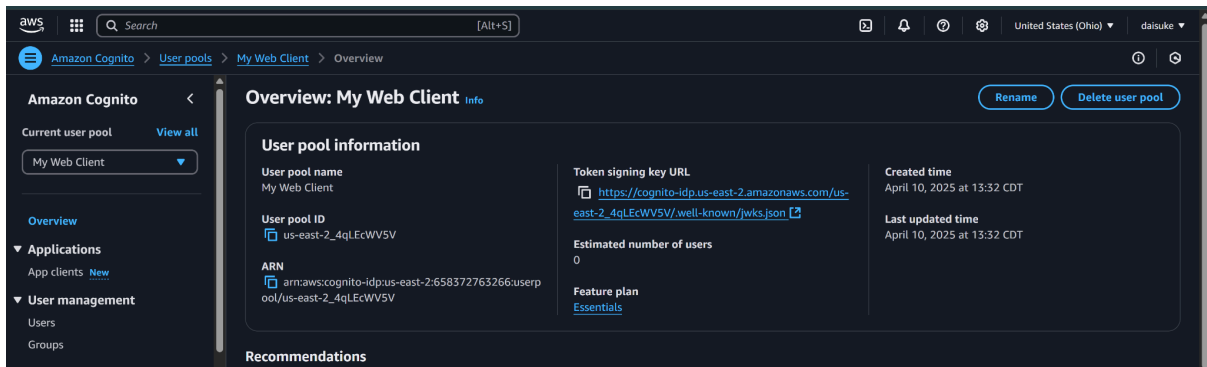 aws
Search
[Alt+S]
United States (Ohio)
daisuke
Amazon Cognito > User pools > My Web Client > Overview
Amazon Cognito
Current user pool
View all
My Web Client
Overview
Applications
App clients New
User management
Users
Groups
Overview: My Web Client Info
Rename
Delete user pool
User pool information
User pool name
My Web Client
User pool ID
us-east-2_4qLEcWV5V
ARN
arn:aws:cognito-idp:us-east-2:658372763266:userp
ool/us-east-2_4qLEcWV5V
Token signing key URL
https://cognito-idp.us-east-2.amazonaws.com/us-
east-2_4qLEcWV5V/.well-known/jwks.json
Estimated number of users
0
Feature plan
Essentials
Created time
April 10, 2025 at 13:32 CDT
Last updated time
April 10, 2025 at 13:32 CDT
Recommendations